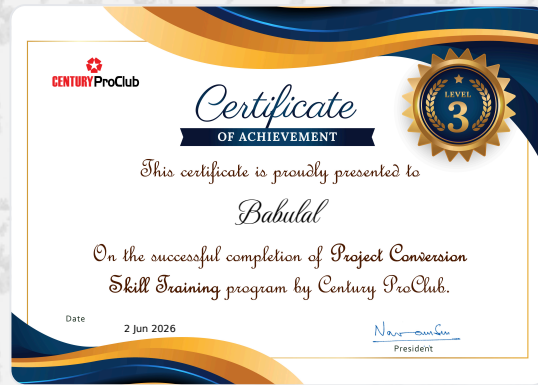 CENTURY ProClub
LEVEL
3
Certificate
OF ACHIEVEMENT
This certificate is proudly presented to
Babulal
On the successful completion of Project Conversion
Skill Training program by Century ProClub.
Date
2 Jun 2026
President